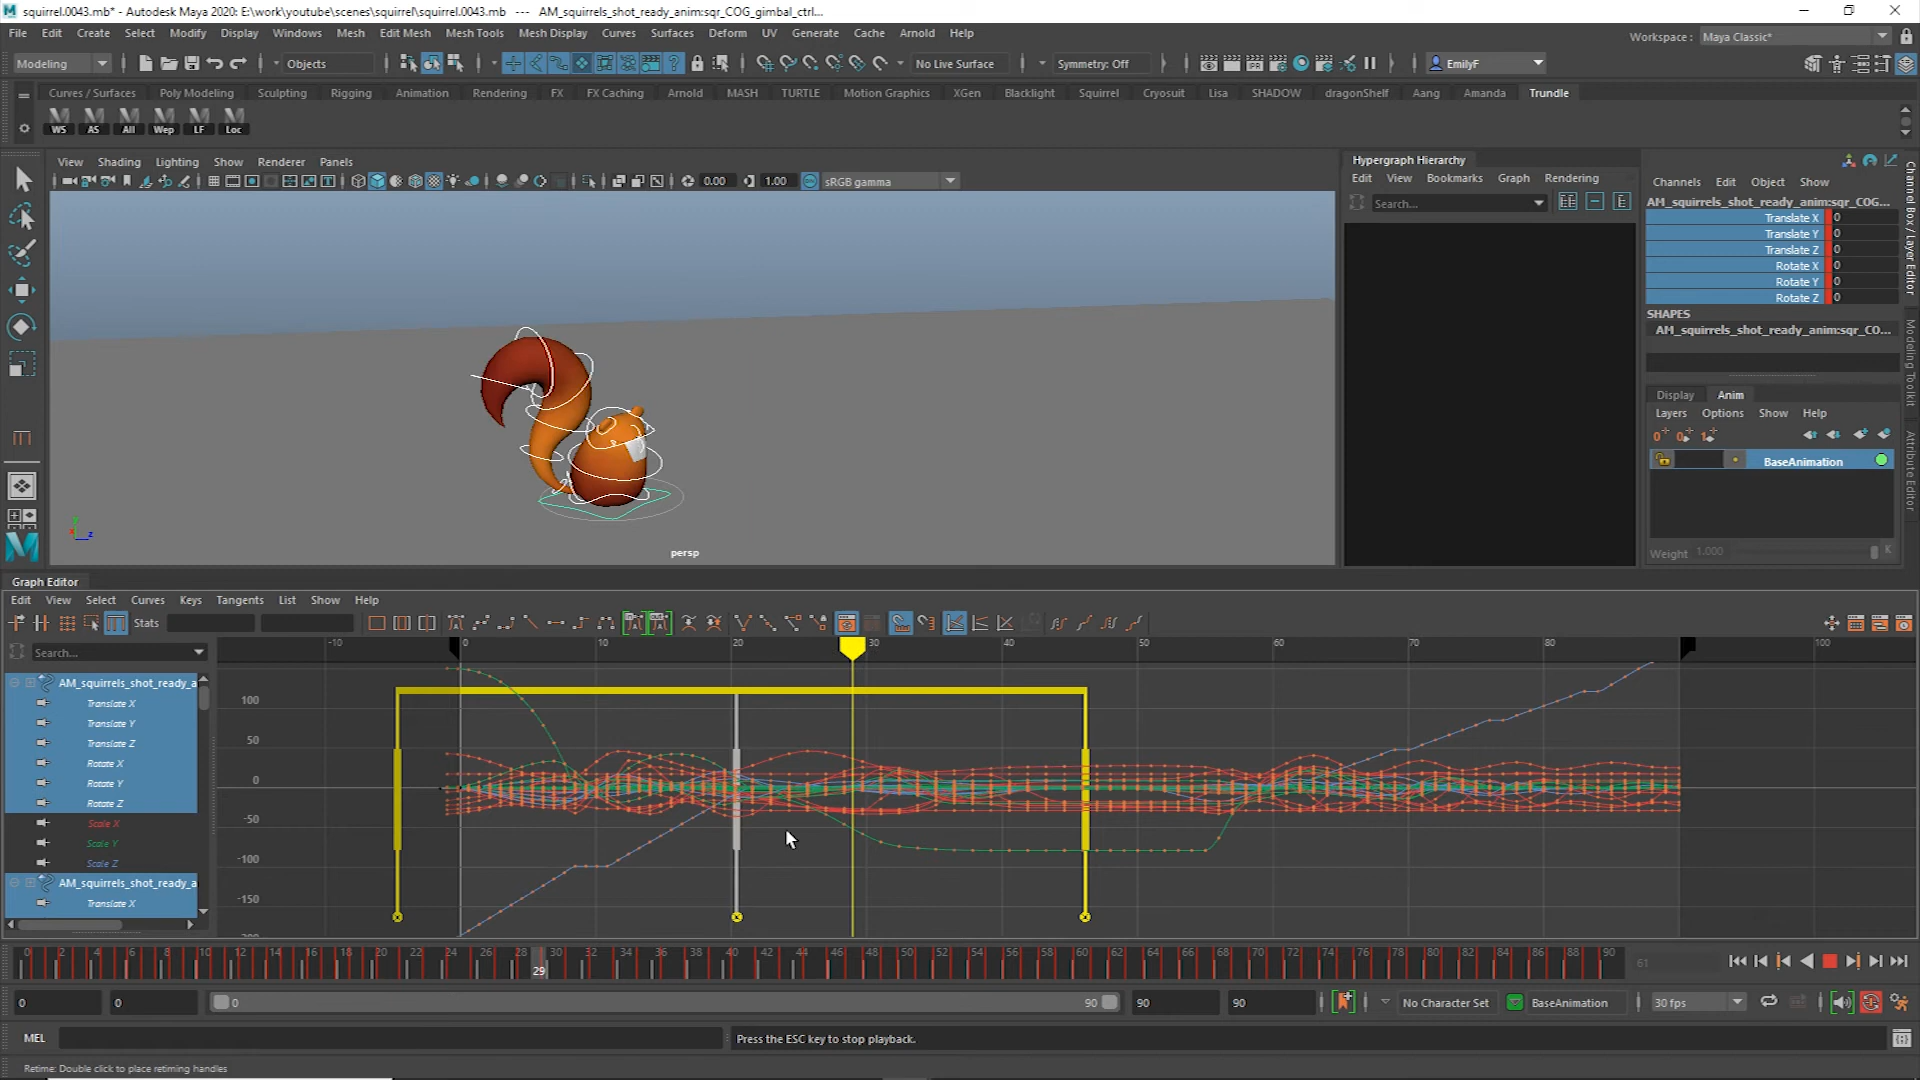 squirrel.0043.mb* - Autodesk Maya 2020: E:\work\youtube\scenes\squirrel\squirrel.0043.mb --- AM_squirrels_shot_ready_anim:sqr_COG_gimbal_ctrl...
File Edit Create Select Modify Display Windows Mesh Edit Mesh Mesh Tools Mesh Display Curves Surfaces Deform UV Generate Cache Arnold Help
Workspace : Maya Classic*
Modeling Objects No Live Surface Symmetry: Off EmilyF
Curves / Surfaces Poly Modeling Sculpting Rigging Animation Rendering FX FX Caching Arnold MASH TURTLE Motion Graphics XGen Blacklight Squirrel Cryosuit Lisa SHADOW dragonShelf Aang Amanda Trundle
WS AS All Wep LF Loc
View Shading Lighting Show Renderer Panels
0.00 1.00 sRGB gamma
persp
Hypergraph Hierarchy
Edit View Bookmarks Graph Rendering
Search...
Channels Edit Object Show
AM_squirrels_shot_ready_anim:sqr_COG...
Translate X 0
Translate Y 0
Translate Z 0
Rotate X 0
Rotate Y 0
Rotate Z 0
SHAPES
AM_squirrels_shot_ready_anim:sqr_CO...
Display Anim
Layers Options Show Help
BaseAnimation
Weight 1.000 K
Channel Box / Layer Editor
Modeling Toolkit
Attribute Editor
Graph Editor
Edit View Select Curves Keys Tangents List Show Help
Stats
Search...
AM_squirrels_shot_ready_a
Translate X
Translate Y
Translate Z
Rotate X
Rotate Y
Rotate Z
Scale X
Scale Y
Scale Z
AM_squirrels_shot_ready_a
Translate X
-10 0 10 20 30 40 50 60 70 80 100
100
50
0
-50
-100
-150
-200
0 2 4 6 8 10 12 14 16 18 20 22 24 26 28 30 32 34 36 38 40 42 44 46 48 50 52 54 56 58 60 62 64 66 68 70 72 74 76 78 80 82 84 86 88 90
29
61
0 0 0 90 90 90 No Character Set BaseAnimation 30 fps
MEL Press the ESC key to stop playback.
Retime: Double click to place retiming handles